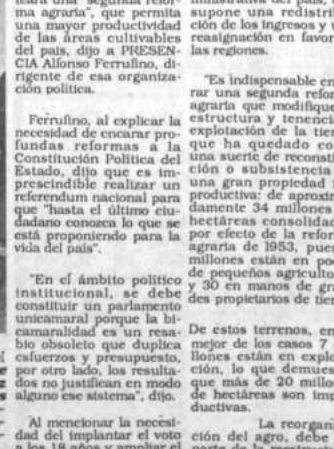 ma agraria", que permita
una mayor productividad
de las áreas cultivables
del país, dijo a PRESEN-
CIA Alfonso Ferrufino, di-
rigente de esa organiza-
ción política.
Ferrufino, al explicar la
necesidad de encarar pro-
fundas reformas a la
Constitución Política del
Estado, dijo que es im-
prescindible realizar un
referendum nacional para
que "hasta el último ciu-
dadano conozca lo que se
está proponiendo para la
vida del país".
"En el ámbito político
institucional, se debe
constituir un parlamento
unicamaral porque la bi-
camaralidad es un resa-
bio obsoleto que duplica
esfuerzos y presupuesto,
por otro lado, los resulta-
dos no justifican en modo
alguno ese sistema", dijo.
Al mencionar la necesi-
dad del implantar el voto
a los 18 años y ampliar el
supone una redistri
ción de los ingresos y
reasignación en favor
las regiones.
"Es indispensable en
rar una segunda refor
agraria que modifique
estructura y tenencia
explotación de la tie
que ha quedado co
una suerte de reconst
ción o subsistencia
una gran propiedad
productiva: de aproxi
damente 34 millones
hectáreas consolidad
por efecto de la refor
agraria de 1953, pue
millones están en po
de pequeños agriculto
y 30 en manos de gr
des propietarios de tie
De estos terrenos, en
mejor de los casos 7
llones están en explo
ción, lo que demues
que más de 20 millo
de hectáreas son imp
ductivas.
La reorgani
ción del agro, debe